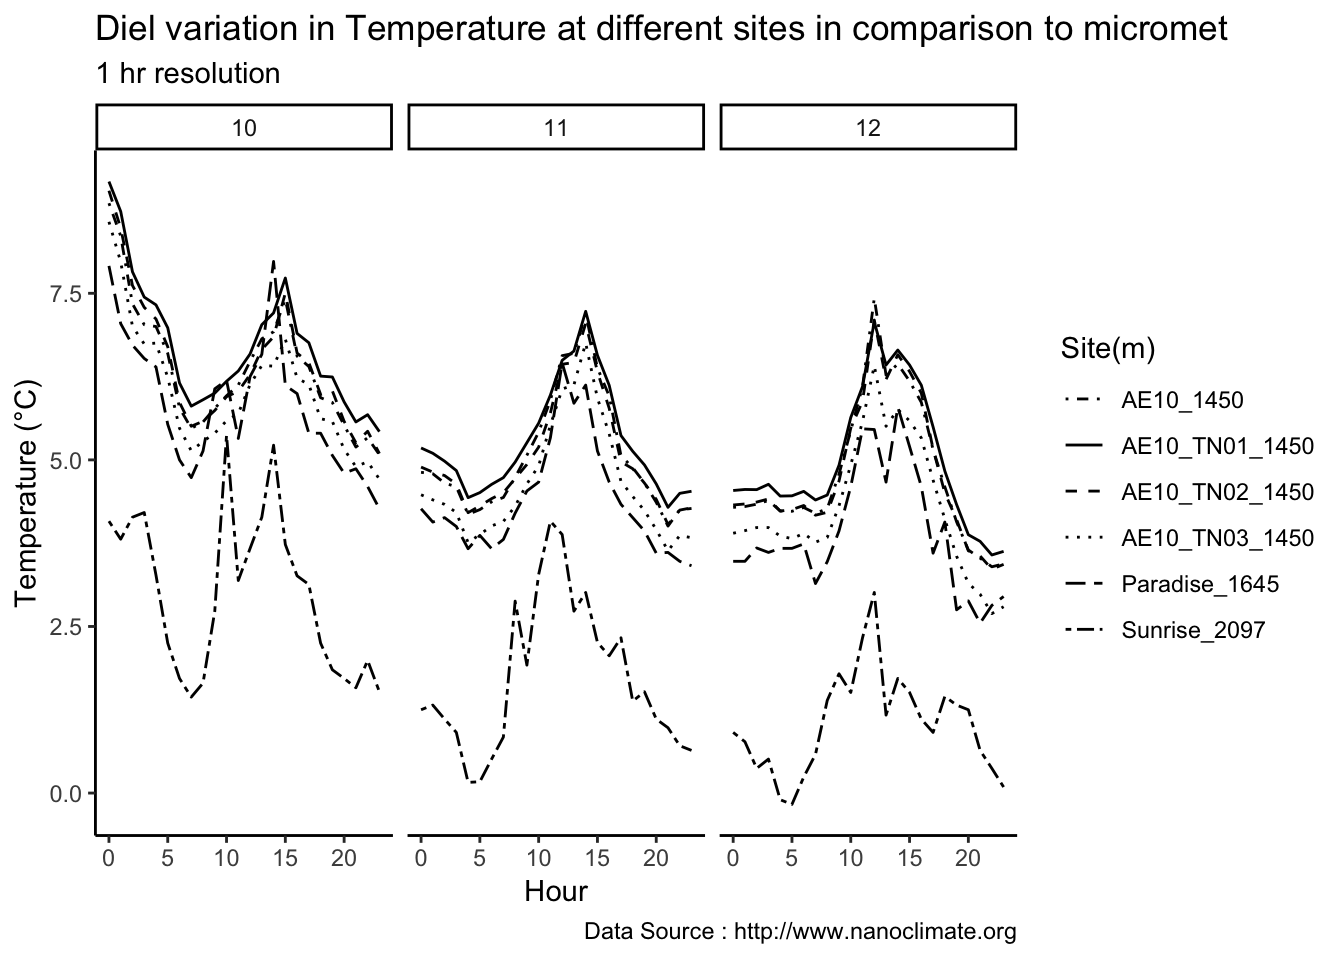 Diel variation in Temperature at different sites in comparison to micromet
1 hr resolution
10 11 12
Temperature (°C)
7.5
5.0
2.5
0.0
0 5 10 15 20 0 5 10 15 20 0 5 10 15 20
Hour
Site(m)
AE10_1450
AE10_TN01_1450
AE10_TN02_1450
AE10_TN03_1450
Paradise_1645
Sunrise_2097
Data Source : http://www.nanoclimate.org